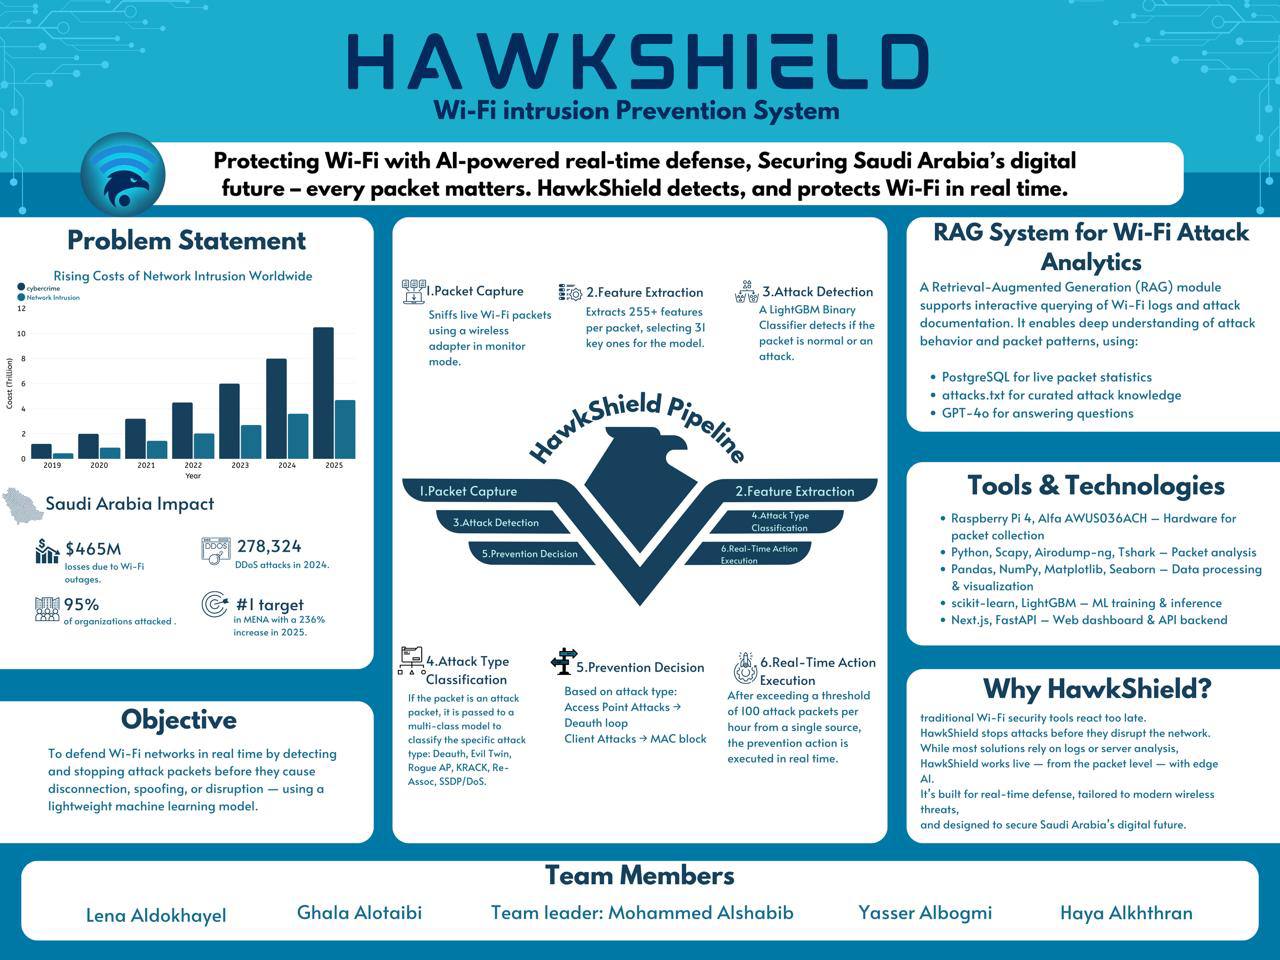 HAWKSHIELD
Wi-Fi intrusion Prevention System
Protecting Wi-Fi with AI-powered real-time defense, Securing Saudi Arabia's digital
future – every packet matters. HawkShield detects, and protects Wi-Fi in real time.
Problem Statement
Rising Costs of Network Intrusion Worldwide
cybercrime
Network Intrusion
12
10
8
6
4
2
0
Coast (Trillion)
2019 2020 2021 2022 2023 2024 2025
Year
Saudi Arabia Impact
$465M
losses due to Wi-Fi
outages.
278,324
DDoS attacks in 2024.
95%
of organizations attacked .
#1 target
in MENA with a 236%
increase in 2025.
Objective
To defend Wi-Fi networks in real time by detecting
and stopping attack packets before they cause
disconnection, spoofing, or disruption — using a
lightweight machine learning model.
1.Packet Capture
Sniffs live Wi-Fi packets
using a wireless
adapter in monitor
mode.
2.Feature Extraction
Extracts 255+ features
per packet, selecting 31
key ones for the model.
3.Attack Detection
A LightGBM Binary
Classifier detects if the
packet is normal or an
attack.
HawkShield Pipeline
1.Packet Capture
2.Feature Extraction
3.Attack Detection
4.Attack Type
Classification
5.Prevention Decision
6.Real-Time Action
Execution
4.Attack Type
Classification
If the packet is an attack
packet, it is passed to a
multi-class model to
classify the specific attack
type: Deauth, Evil Twin,
Rogue AP, KRACK, Re-
Assoc, SSDP/DoS.
5.Prevention Decision
Based on attack type:
Access Point Attacks →
Deauth loop
Client Attacks → MAC block
6.Real-Time Action
Execution
After exceeding a threshold
of 100 attack packets per
hour from a single source,
the prevention action is
executed in real time.
RAG System for Wi-Fi Attack
Analytics
A Retrieval-Augmented Generation (RAG) module
supports interactive querying of Wi-Fi logs and attack
documentation. It enables deep understanding of attack
behavior and packet patterns, using:
• PostgreSQL for live packet statistics
• attacks.txt for curated attack knowledge
• GPT-4o for answering questions
Tools & Technologies
• Raspberry Pi 4, Alfa AWUS036ACH – Hardware for
packet collection
• Python, Scapy, Airodump-ng, Tshark – Packet analysis
• Pandas, NumPy, Matplotlib, Seaborn – Data processing
& visualization
• scikit-learn, LightGBM – ML training & inference
• Next.js, FastAPI – Web dashboard & API backend
Why HawkShield?
traditional Wi-Fi security tools react too late.
HawkShield stops attacks before they disrupt the network.
While most solutions rely on logs or server analysis,
HawkShield works live — from the packet level — with edge
AI.
It's built for real-time defense, tailored to modern wireless
threats,
and designed to secure Saudi Arabia's digital future.
Team Members
Lena Aldokhayel Ghala Alotaibi Team leader: Mohammed Alshabib Yasser Albogmi Haya Alkhthran